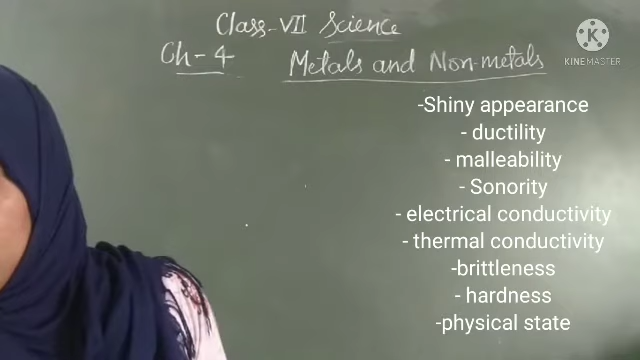 Class-VII Science
Ch-4 Metals and Non-metals
KINEMASTER
-Shiny appearance
- ductility
- malleability
- Sonority
- electrical conductivity
- thermal conductivity
-brittleness
- hardness
-physical state